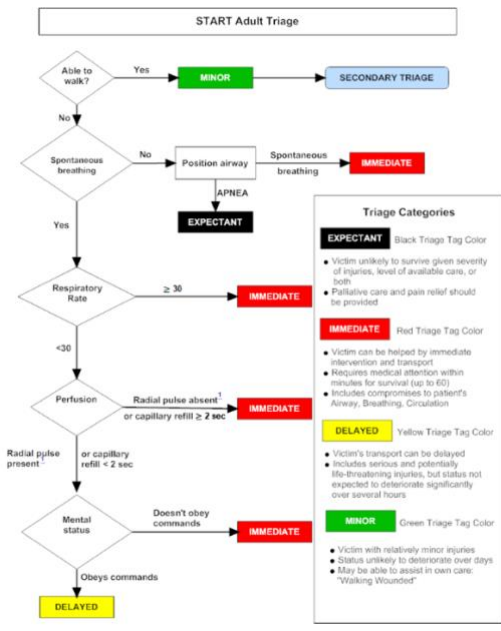 START Adult Triage
Able to
walk?
Yes
MINOR
SECONDARY TRIAGE
No
Spontaneous
breathing
No
Position airway
Spontaneous
breathing
IMMEDIATE
APNEA
EXPECTANT
Yes
Respiratory
Rate
≥ 30
IMMEDIATE
<30
Perfusion
Radial pulse absent1
or capillary refill ≥ 2 sec
IMMEDIATE
Radial pulse
present1
or capillary
refill < 2 sec
Mental
status
Doesn't obey
commands
IMMEDIATE
Obeys commands
DELAYED
Triage Categories
EXPECTANT Black Triage Tag Color
• Victim unlikely to survive given severity
of injuries, level of available care, or
both
• Palliative care and pain relief should
be provided
IMMEDIATE Red Triage Tag Color
• Victim can be helped by immediate
intervention and transport
• Requires medical attention within
minutes for survival (up to 60)
• Includes compromises to patient's
Airway, Breathing, Circulation
DELAYED Yellow Triage Tag Color
• Victim's transport can be delayed
• Includes serious and potentially
life-threatening injuries, but status not
expected to deteriorate significantly
over several hours
MINOR Green Triage Tag Color
• Victim with relatively minor injuries
• Status unlikely to deteriorate over days
• May be able to assist in own care:
"Walking Wounded"